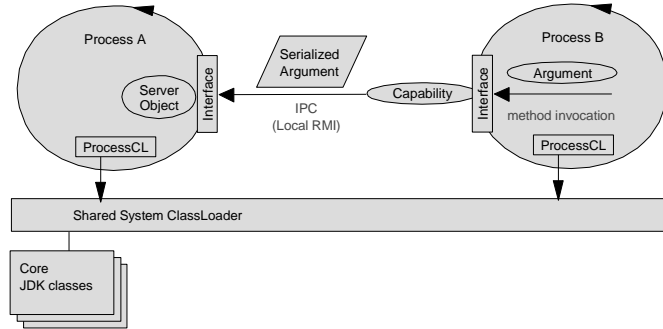 Process A
Process B
Serialized
Argument
Argument
Server
Object
Interface
Capability
Interface
IPC
(Local RMI)
method invocation
ProcessCL
ProcessCL
Shared System ClassLoader
Core
JDK classes